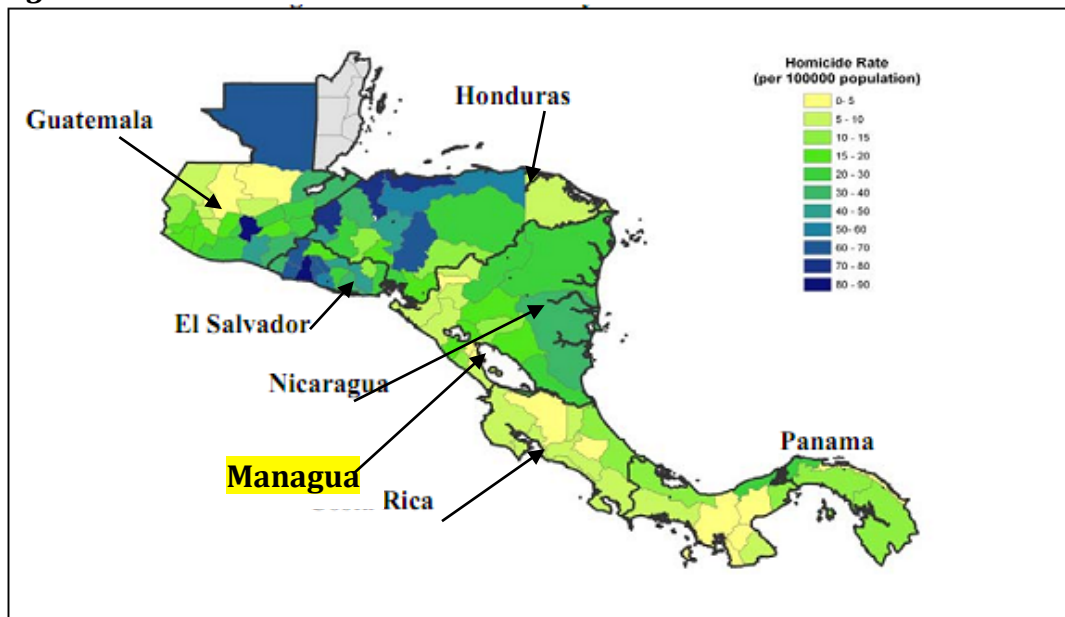 Homicide Rate
(per 100000 population)
0- 5
5 - 10
10 - 15
15 - 20
20 - 30
30 - 40
40 - 50
50- 60
60 - 70
70 - 80
80 - 90
Honduras
Guatemala
El Salvador
Nicaragua
Panama
Managua
Rica